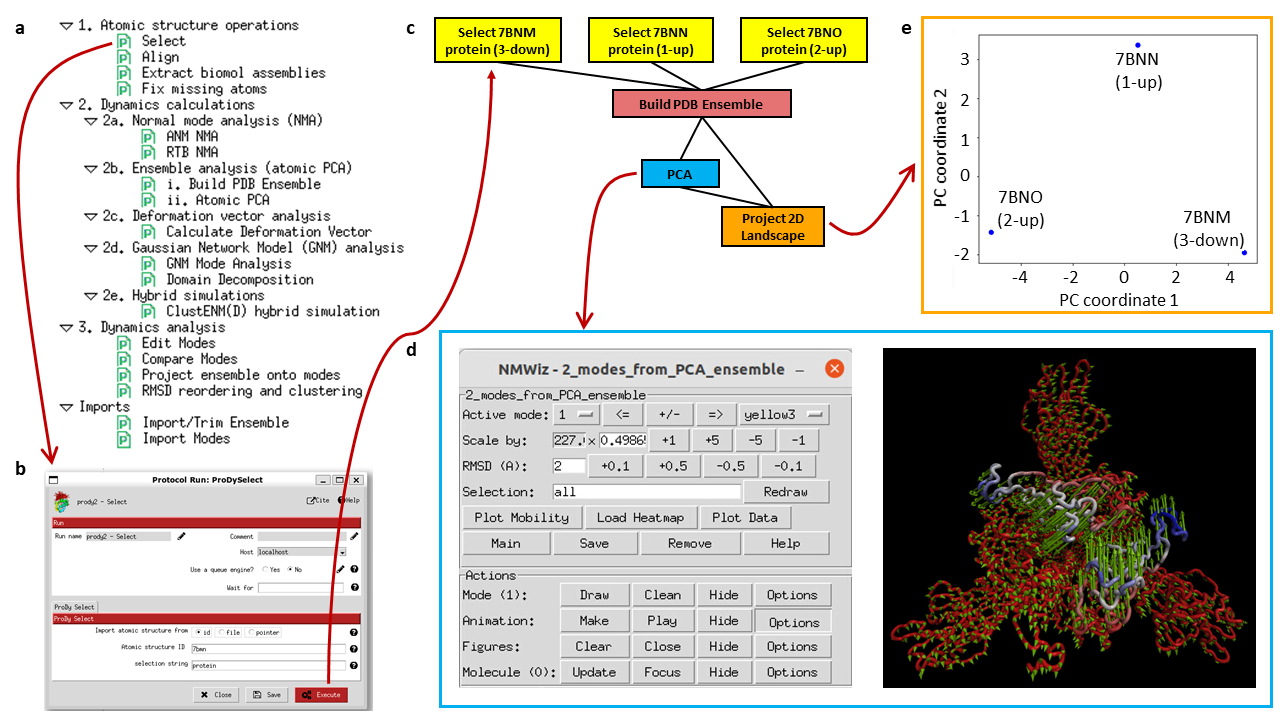 a
1. Atomic structure operations
Select
Align
Extract biomol assemblies
Fix missing atoms
2. Dynamics calculations
2a. Normal mode analysis (NMA)
ANM NMA
RTB NMA
2b. Ensemble analysis (atomic PCA)
i. Build PDB Ensemble
ii. Atomic PCA
2c. Deformation vector analysis
Calculate Deformation Vector
2d. Gaussian Network Model (GNM) analysis
GNM Mode Analysis
Domain Decomposition
2e. Hybrid simulations
ClustENM(D) hybrid simulation
3. Dynamics analysis
Edit Modes
Compare Modes
Project ensemble onto modes
RMSD reordering and clustering
Imports
Import/Trim Ensemble
Import Modes
b
Protocol Run: ProDySelect
prody2 - Select
Cite
Help
Run
Run name prody2 - Select
Comment
Host localhost
Use a queue engine? Yes No
Wait for
ProDy Select
ProDy Select
Import atomic structure from id file pointer
Atomic structure ID 7bmn
selection string protein
Close Save Execute
c
Select 7BNM
protein (3-down)
Select 7BNN
protein (1-up)
Select 7BNO
protein (2-up)
Build PDB Ensemble
PCA
Project 2D
Landscape
d
NMWiz - 2_modes_from_PCA_ensemble
2_modes_from_PCA_ensemble
Active mode: 1 <= +/- => yellow3
Scale by: 227. x 0.4986 +1 +5 -5 -1
RMSD (A): 2 +0.1 +0.5 -0.5 -0.1
Selection: all Redraw
Plot Mobility Load Heatmap Plot Data
Main Save Remove Help
Actions
Mode (1): Draw Clean Hide Options
Animation: Make Play Hide Options
Figures: Clear Close Hide Options
Molecule (0): Update Focus Hide Options
e
PC coordinate 2
3
2
1
0
-1
-2
7BNN
(1-up)
7BNO
(2-up)
7BNM
(3-down)
-4 -2 0 2 4
PC coordinate 1